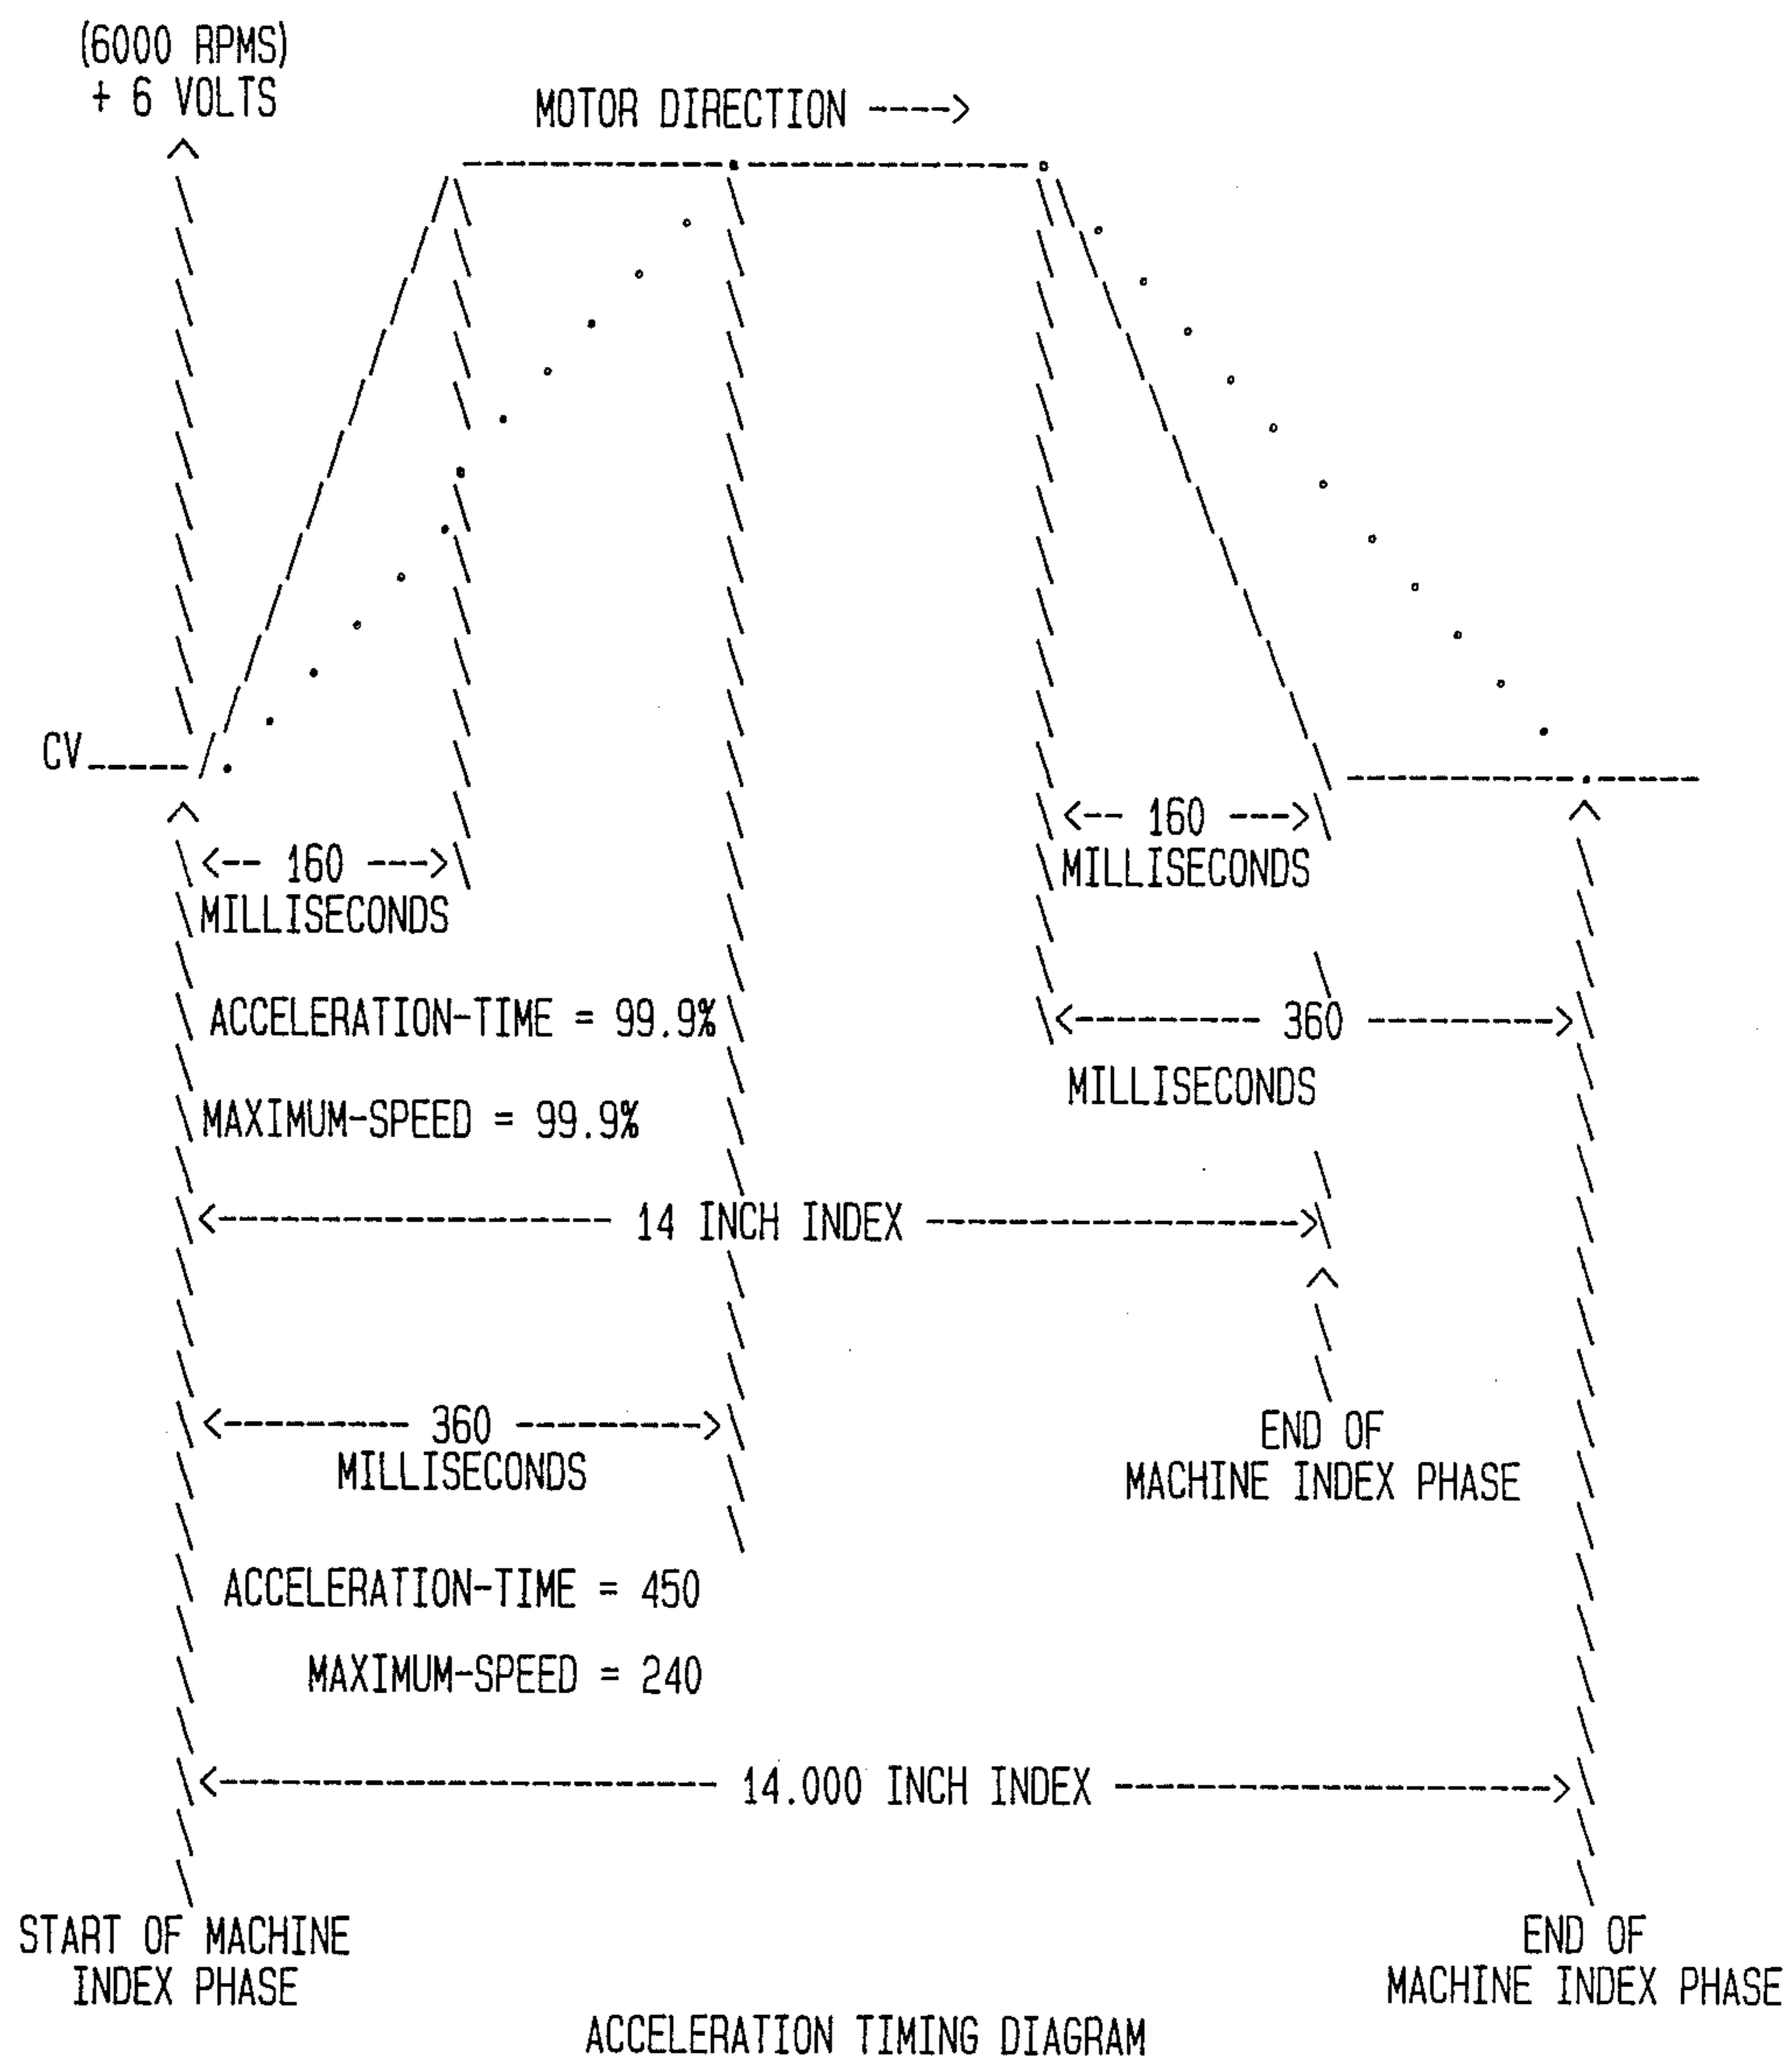 (6000 RPMS)
+ 6 VOLTS
MOTOR DIRECTION ---->
CV_____
<-- 160 --->
MILLISECONDS
<-- 160 --->
MILLISECONDS
ACCELERATION-TIME = 99.9%
<--------- 360 --------->
MILLISECONDS
MAXIMUM-SPEED = 99.9%
<------------------ 14 INCH INDEX ----------------->
<-------- 360 --------->
MILLISECONDS
END OF
MACHINE INDEX PHASE
ACCELERATION-TIME = 450
MAXIMUM-SPEED = 240
<----------------------- 14.000 INCH INDEX --------------------->
START OF MACHINE
INDEX PHASE
END OF
MACHINE INDEX PHASE
ACCELERATION TIMING DIAGRAM